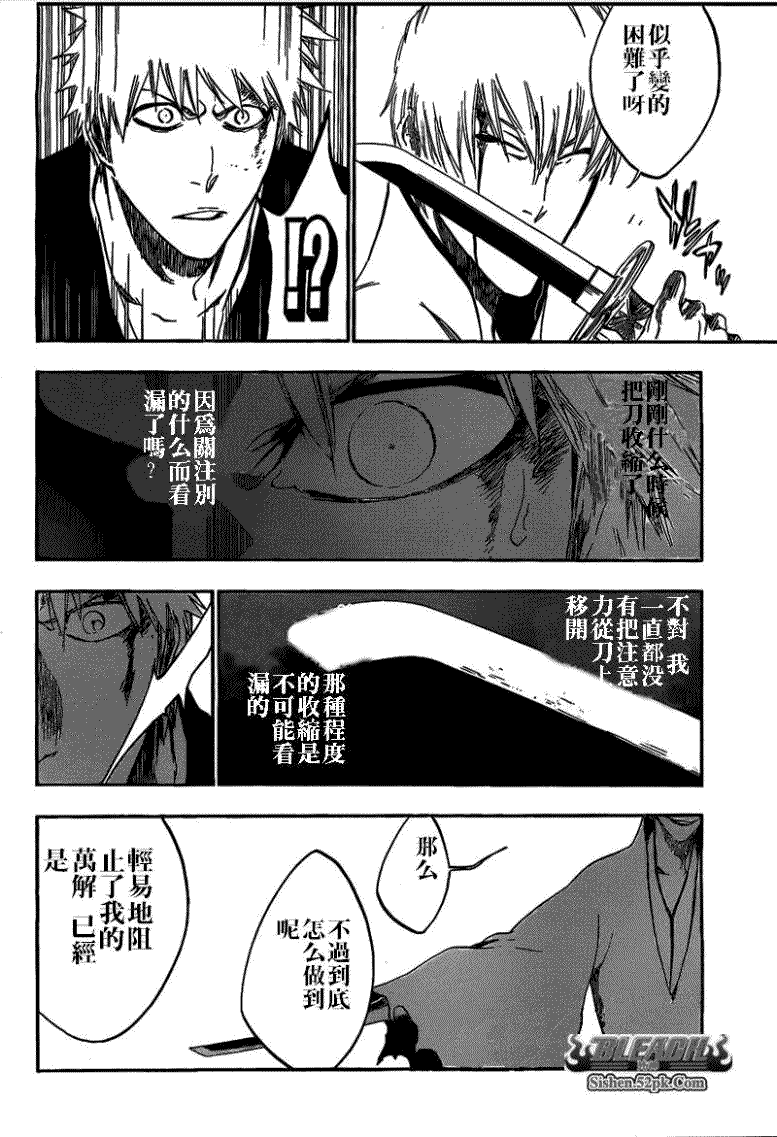 似乎變的
困難了呀
!?
剛剛什么時候
把刀收縮了
因爲關注別
的什么而看
漏了嗎?
不對 我
一直都没
有把注意
力從刀上
移開
那種程度
的收縮是
不可能看
漏的
那么
不過到底
怎么做到
呢
輕易地阻
止了我的
萬解 已經
是
BLEACH
Sishen.52pk.Com